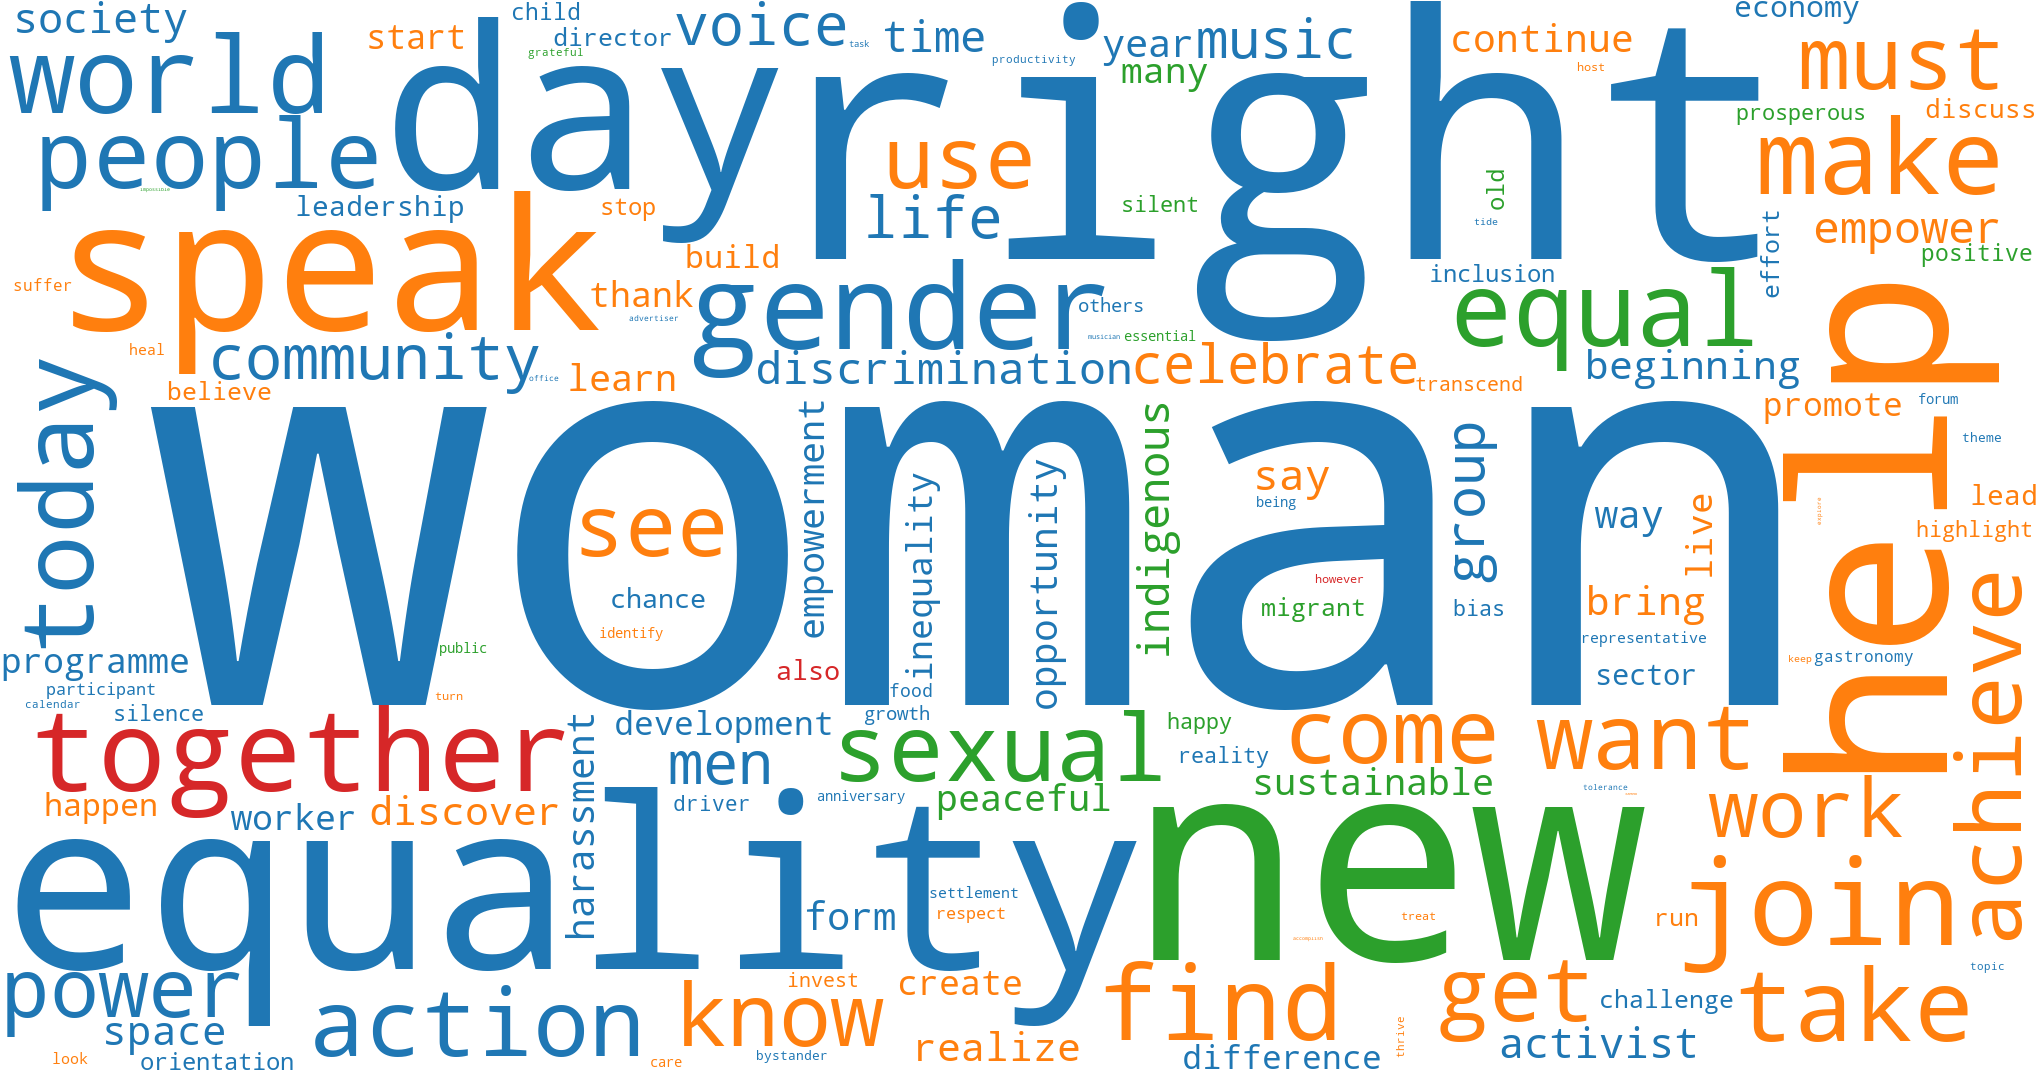 society
start
child
director
grateful
voice
task
time
productivity
year
many
music
continue
host
economy
must
world
day
right
prosperous
discuss
people
use
make
impossible
leadership
stop
life
silent
old
tide
effort
empower
positive
speak
build
suffer
thank
advertiser
gender
others
inclusion
equal
help
heal
community
office
learn
discrimination
musician
essential
celebrate
transcend
beginning
believe
promote
forum
theme
today
woman
see
chance
identify
empowerment
inequality
opportunity
indigenous
say
being
however
migrant
group
bias
way
live
bring
representative
sector
explore
lead
highlight
achieve
programme
participant
calendar
silence
public
turn
also
food
growth
keep
gastronomy
together
harassment
development
men
sexual
happy
reality
come
want
sustainable
tolerance
happen
worker
discover
driver
anniversary
peaceful
work
equality
new
form
settlement
respect
treat
accomplish
run
join
power
space
orientation
look
action
invest
know
care
bystander
create
realize
find
difference
thrive
get
challenge
activist
take
topic